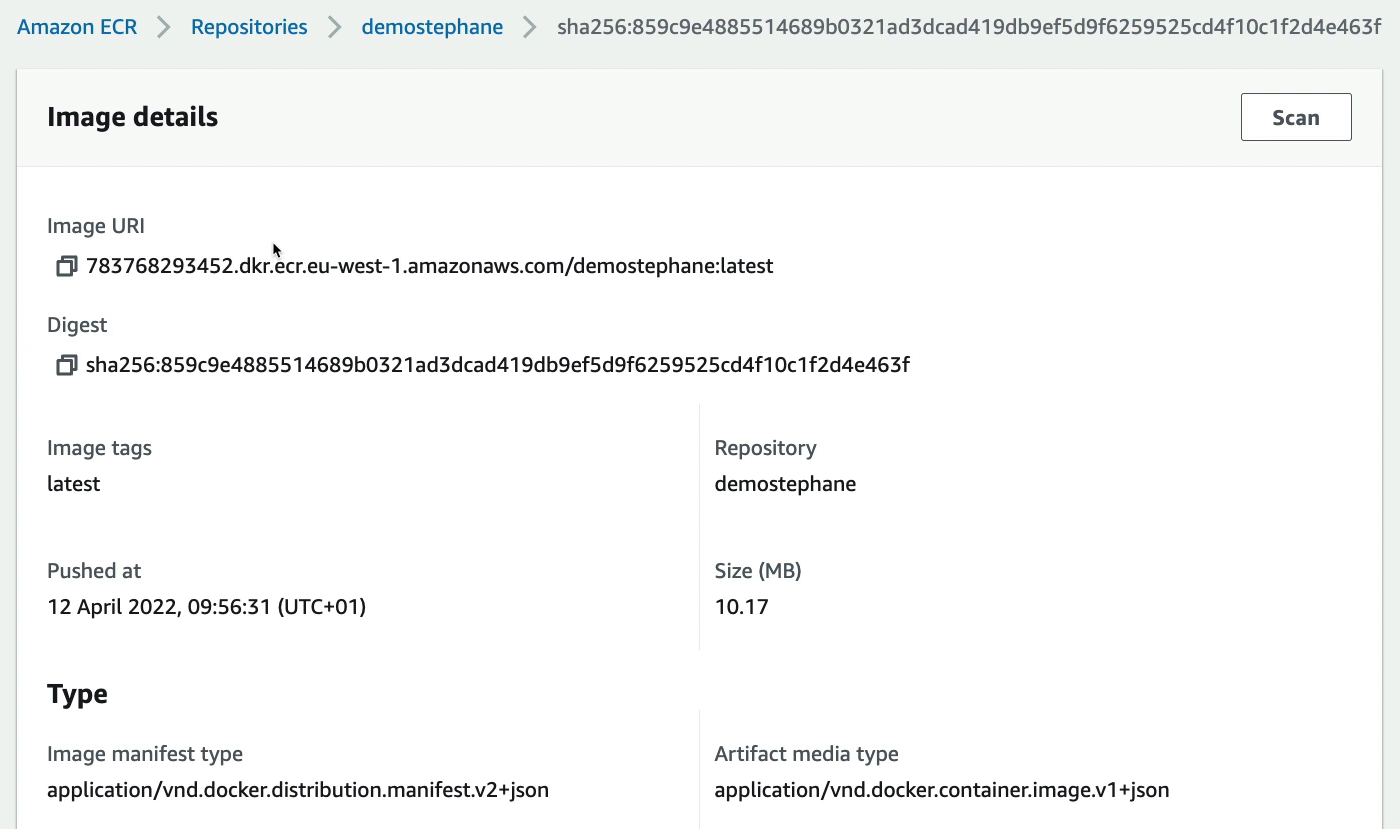 Amazon ECR > Repositories > demostephane > sha256:859c9e4885514689b0321ad3dcad419db9ef5d9f6259525cd4f10c1f2d4e463f
Image details
Scan
Image URI
783768293452.dkr.ecr.eu-west-1.amazonaws.com/demostephane:latest
Digest
sha256:859c9e4885514689b0321ad3dcad419db9ef5d9f6259525cd4f10c1f2d4e463f
Image tags
latest
Repository
demostephane
Pushed at
12 April 2022, 09:56:31 (UTC+01)
Size (MB)
10.17
Type
Image manifest type
application/vnd.docker.distribution.manifest.v2+json
Artifact media type
application/vnd.docker.container.image.v1+json